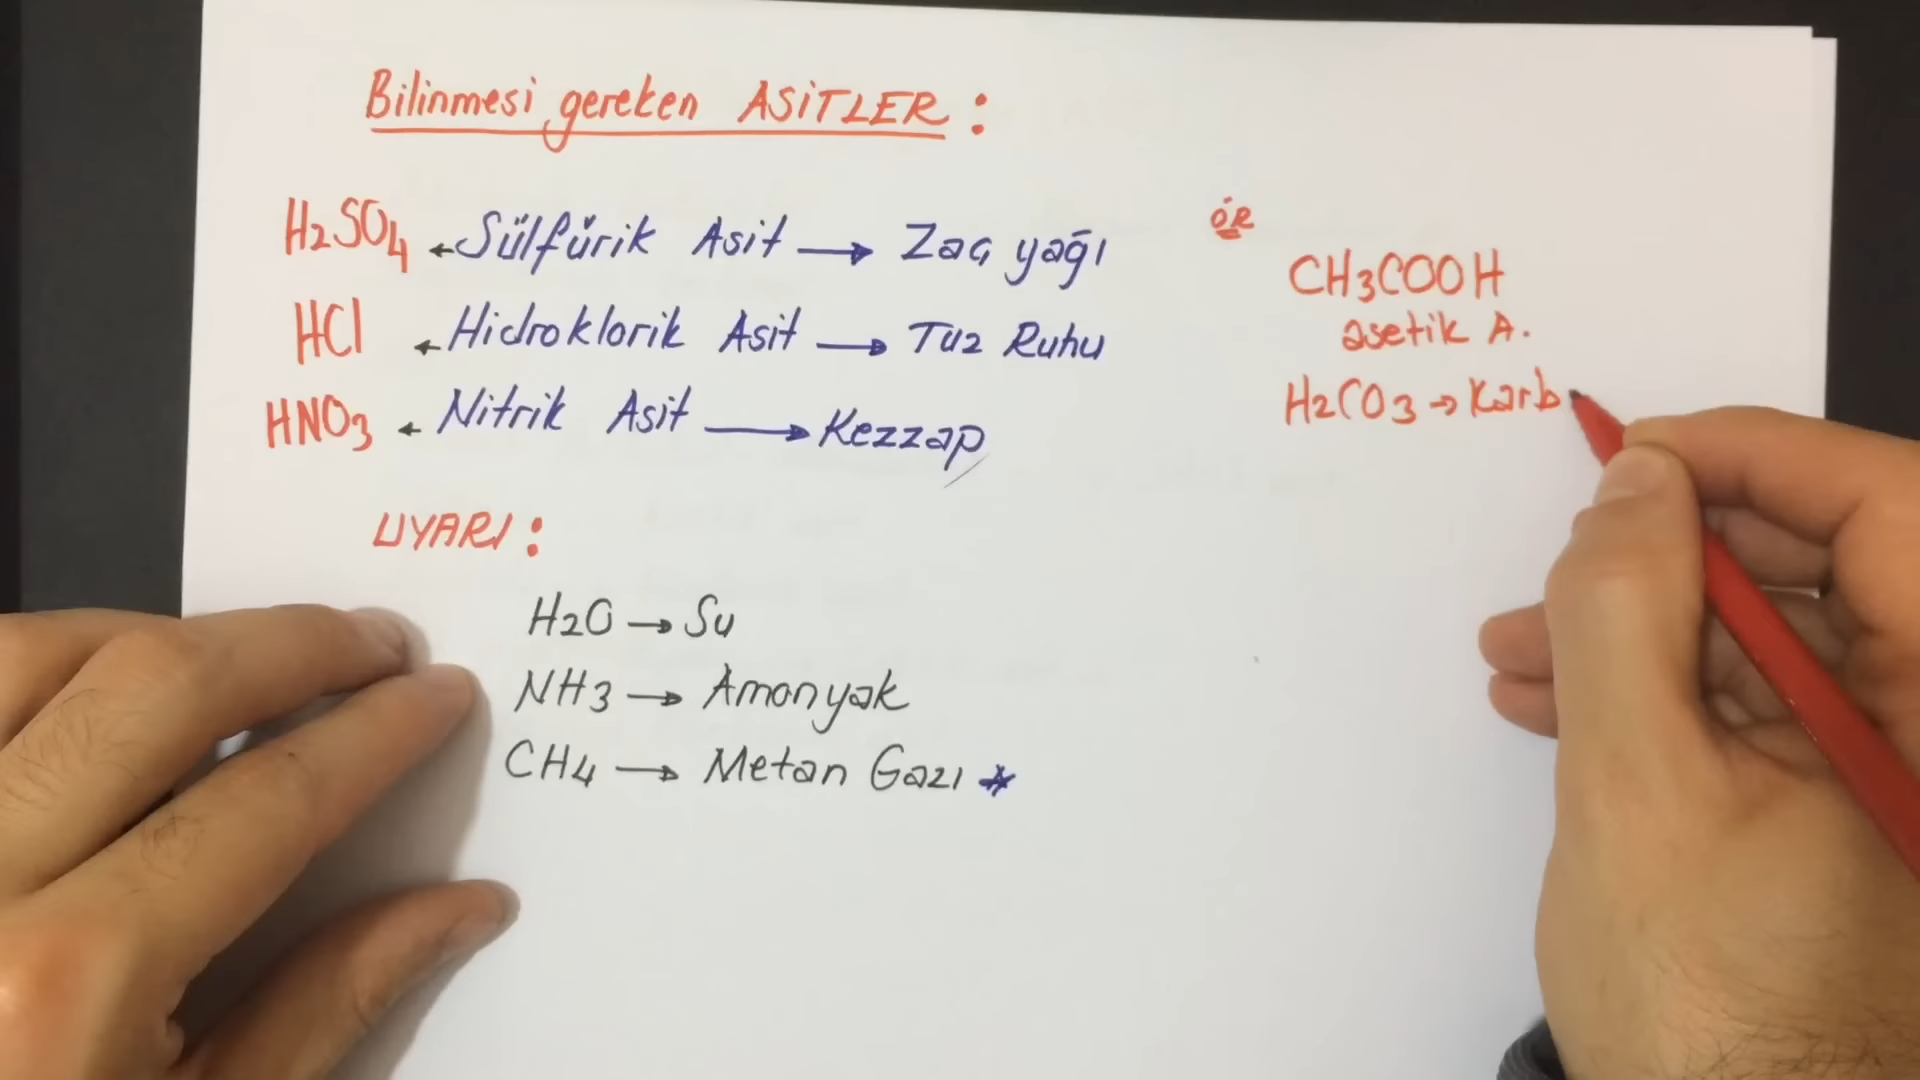 Bilinmesi gereken ASİTLER:
H2SO4 ← Sülfürik Asit → Zaç yağı
HCl ← Hidroklorik Asit → Tuz Ruhu
HNO3 ← Nitrik Asit → Kezzap
UYARI:
H2O → Su
NH3 → Amonyak
CH4 → Metan Gazı *
ÖR
CH3COOH
asetik A.
H2CO3 → Karb